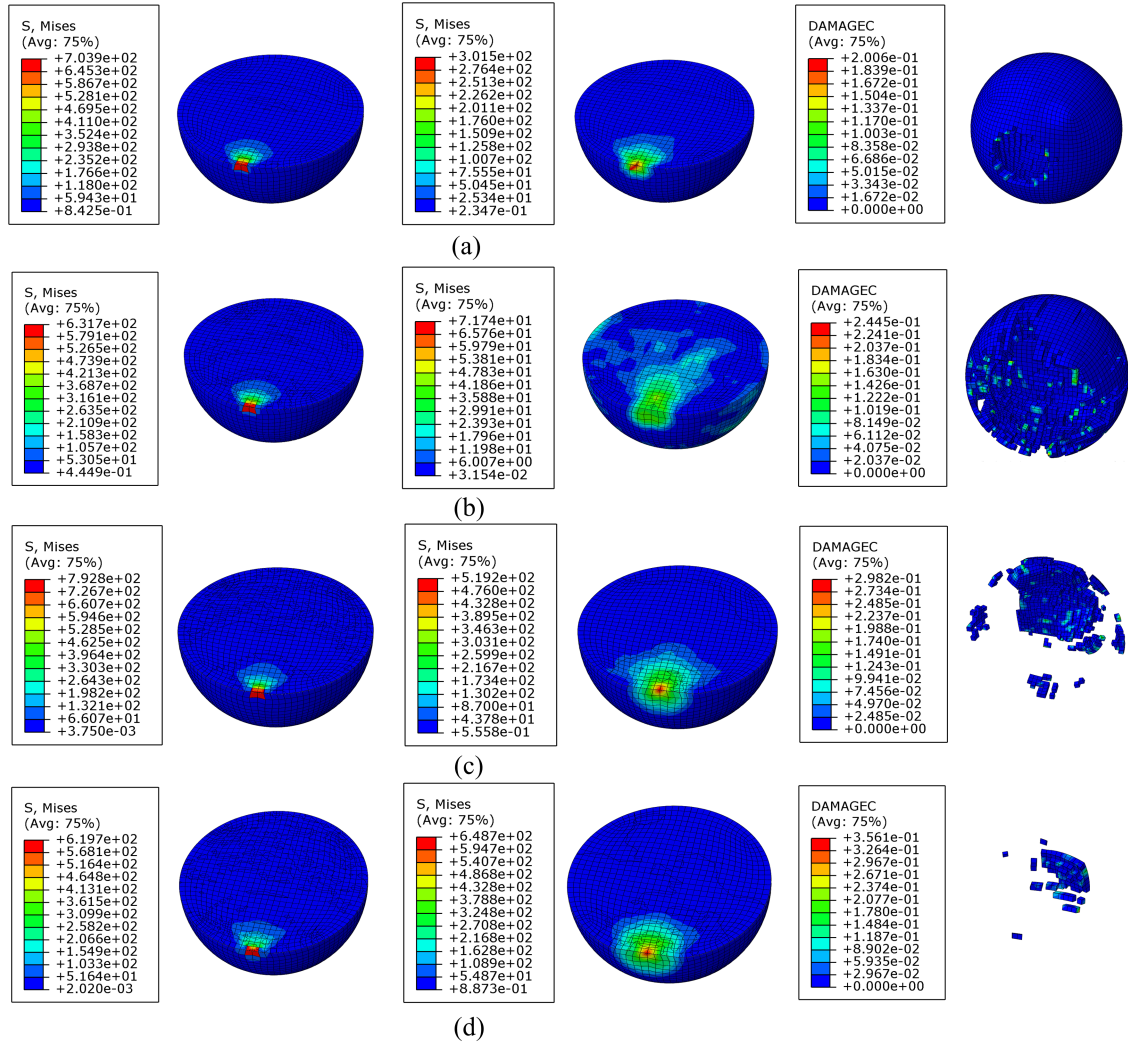 S, Mises
(Avg: 75%)
+7.039e+02
+6.453e+02
+5.867e+02
+5.281e+02
+4.695e+02
+4.110e+02
+3.524e+02
+2.938e+02
+2.352e+02
+1.766e+02
+1.180e+02
+5.943e+01
+8.425e-01
S, Mises
(Avg: 75%)
+3.015e+02
+2.764e+02
+2.513e+02
+2.262e+02
+2.011e+02
+1.760e+02
+1.509e+02
+1.258e+02
+1.007e+02
+7.555e+01
+5.045e+01
+2.534e+01
+2.347e-01
DAMAGEC
(Avg: 75%)
+2.006e-01
+1.839e-01
+1.672e-01
+1.504e-01
+1.337e-01
+1.170e-01
+1.003e-01
+8.358e-02
+6.686e-02
+5.015e-02
+3.343e-02
+1.672e-02
+0.000e+00
(a)
S, Mises
(Avg: 75%)
+6.317e+02
+5.791e+02
+5.265e+02
+4.739e+02
+4.213e+02
+3.687e+02
+3.161e+02
+2.635e+02
+2.109e+02
+1.583e+02
+1.057e+02
+5.305e+01
+4.449e-01
S, Mises
(Avg: 75%)
+7.174e+01
+6.576e+01
+5.979e+01
+5.381e+01
+4.783e+01
+4.186e+01
+3.588e+01
+2.991e+01
+2.393e+01
+1.796e+01
+1.198e+01
+6.007e+00
+3.154e-02
DAMAGEC
(Avg: 75%)
+2.445e-01
+2.241e-01
+2.037e-01
+1.834e-01
+1.630e-01
+1.426e-01
+1.222e-01
+1.019e-01
+8.149e-02
+6.112e-02
+4.075e-02
+2.037e-02
+0.000e+00
(b)
S, Mises
(Avg: 75%)
+7.928e+02
+7.267e+02
+6.607e+02
+5.946e+02
+5.285e+02
+4.625e+02
+3.964e+02
+3.303e+02
+2.643e+02
+1.982e+02
+1.321e+02
+6.607e+01
+3.750e-03
S, Mises
(Avg: 75%)
+5.192e+02
+4.760e+02
+4.328e+02
+3.895e+02
+3.463e+02
+3.031e+02
+2.599e+02
+2.167e+02
+1.734e+02
+1.302e+02
+8.700e+01
+4.378e+01
+5.558e-01
DAMAGEC
(Avg: 75%)
+2.982e-01
+2.734e-01
+2.485e-01
+2.237e-01
+1.988e-01
+1.740e-01
+1.491e-01
+1.243e-01
+9.941e-02
+7.456e-02
+4.970e-02
+2.485e-02
+0.000e+00
(c)
S, Mises
(Avg: 75%)
+6.197e+02
+5.681e+02
+5.164e+02
+4.648e+02
+4.131e+02
+3.615e+02
+3.099e+02
+2.582e+02
+2.066e+02
+1.549e+02
+1.033e+02
+5.164e+01
+2.020e-03
S, Mises
(Avg: 75%)
+6.487e+02
+5.947e+02
+5.407e+02
+4.868e+02
+4.328e+02
+3.788e+02
+3.248e+02
+2.708e+02
+2.168e+02
+1.628e+02
+1.089e+02
+5.487e+01
+8.873e-01
DAMAGEC
(Avg: 75%)
+3.561e-01
+3.264e-01
+2.967e-01
+2.671e-01
+2.374e-01
+2.077e-01
+1.780e-01
+1.484e-01
+1.187e-01
+8.902e-02
+5.935e-02
+2.967e-02
+0.000e+00
(d)